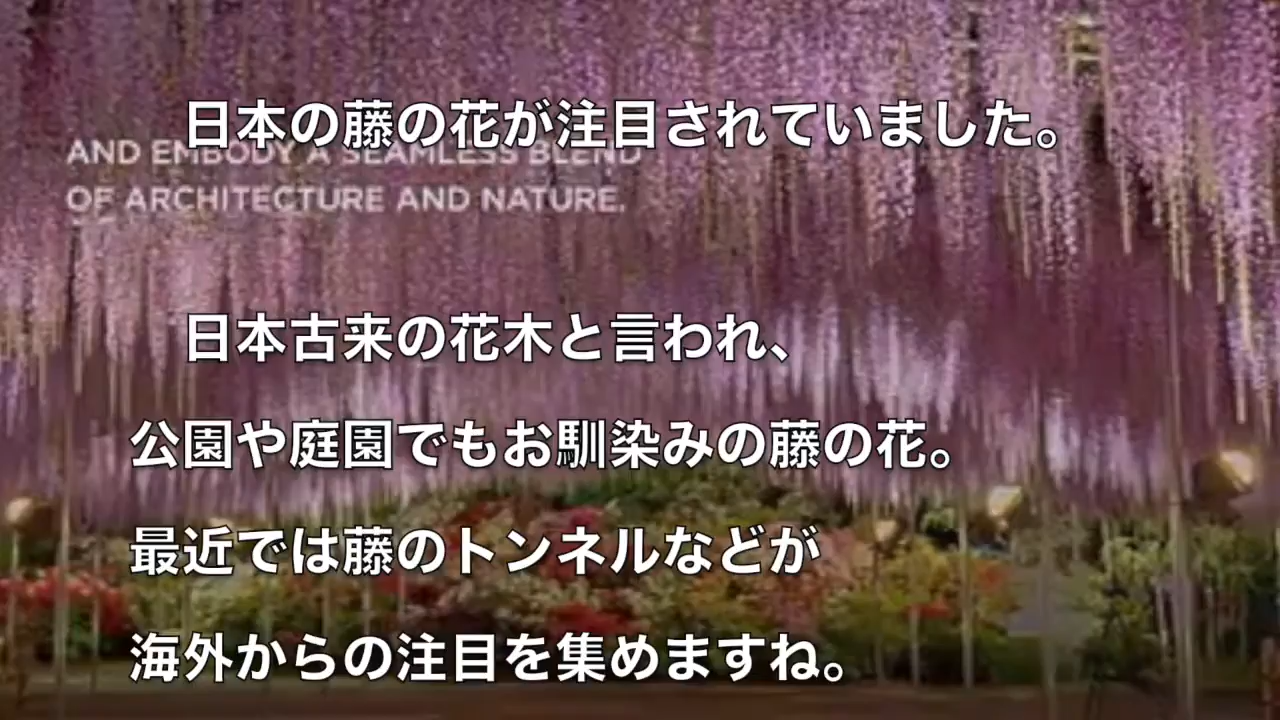 日本の藤の花が注目されていました。
AND EMBODY A SEAMLESS BLEND
OF ARCHITECTURE AND NATURE.
日本古来の花木と言われ、
公園や庭園でもお馴染みの藤の花。
最近では藤のトンネルなどが
海外からの注目を集めますね。